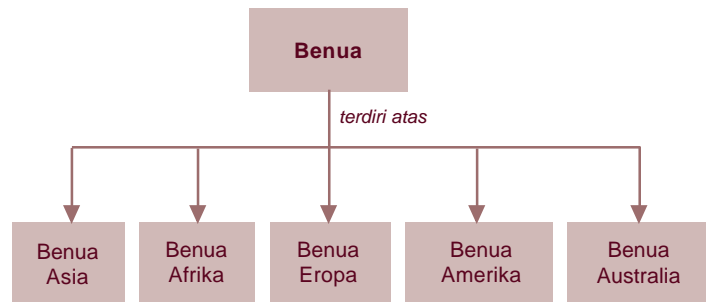 Benua
terdiri atas
Benua
Asia
Benua
Afrika
Benua
Eropa
Benua
Amerika
Benua
Australia